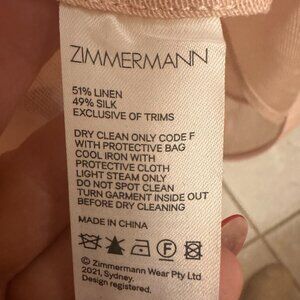 ZIMMERMANN
51% LINEN
49% SILK
EXCLUSIVE OF TRIMS
DRY CLEAN ONLY CODE F
WITH PROTECTIVE BAG
COOL IRON WITH
PROTECTIVE CLOTH
LIGHT STEAM ONLY
DO NOT SPOT CLEAN
TURN GARMENT INSIDE OUT
BEFORE DRY CLEANING
MADE IN CHINA
F
© Zimmermann Wear Pty Ltd
2021, Sydney.
Design registered.